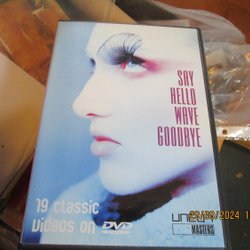 SAY
HELLO
WAVE
GOODBYE
19 classic
videos on DVD
MASTERS